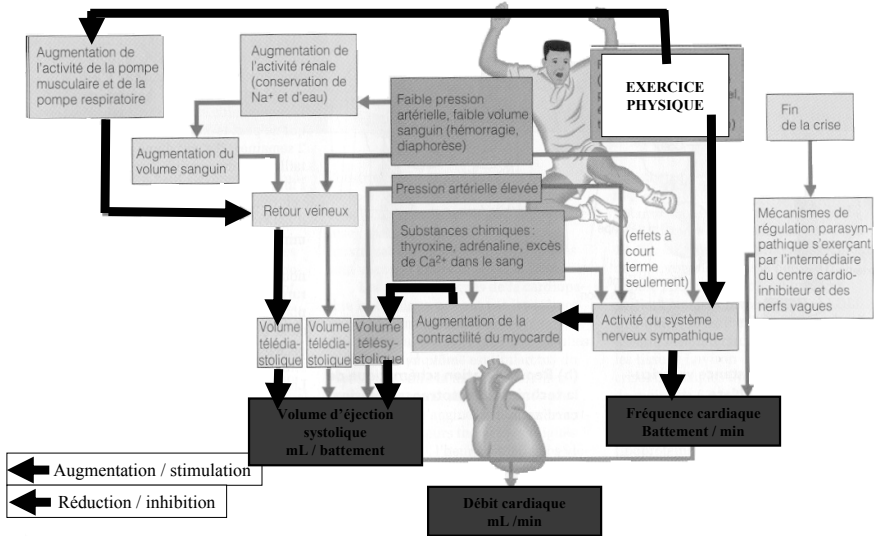 Augmentation de
l'activité de la pompe
musculaire et de la
pompe respiratoire
Augmentation de
l'activité rénale
(conservation de
Na⁺ et d'eau)
Faible pression
artérielle, faible volume
sanguin (hémorragie,
diaphorèse)
EXERCICE
PHYSIQUE
Fin
de la crise
Augmentation du
volume sanguin
Retour veineux
Pression artérielle élevée
Substances chimiques :
thyroxine, adrénaline, excès
de Ca²⁺ dans le sang
(effets à
court
terme
seulement)
Mécanismes de
régulation parasym-
pathique s'exerçant
par l'intermédiaire
du centre cardio-
inhibiteur et des
nerfs vagues
Volume
télédia-
stolique
Volume
télédia-
stolique
Volume
télésy-
stolique
Augmentation de la
contractilité du myocarde
Activité du système
nerveux sympathique
Volume d'éjection
systolique
mL / battement
Fréquence cardiaque
Battement / min
Augmentation / stimulation
Réduction / inhibition
Débit cardiaque
mL /min